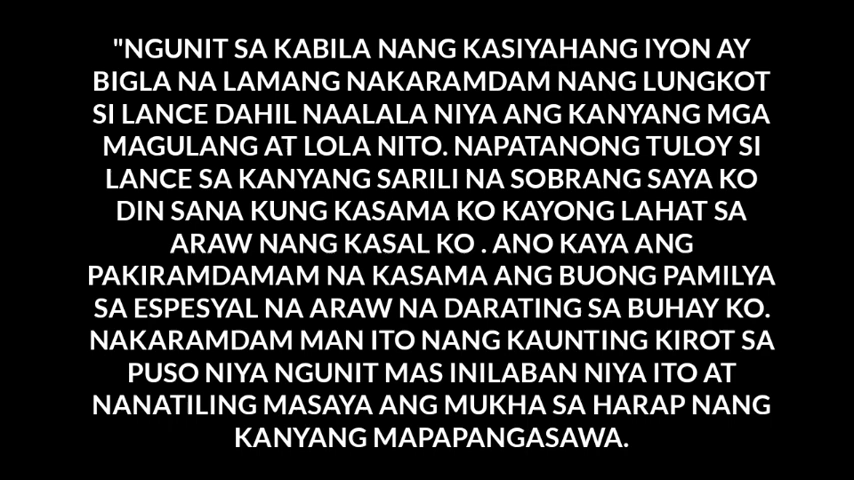 "NGUNIT SA KABILA NANG KASIYAHANG IYON AY
BIGLA NA LAMANG NAKARAMDAM NANG LUNGKOT
SI LANCE DAHIL NAALALA NIYA ANG KANYANG MGA
MAGULANG AT LOLA NITO. NAPATANONG TULOY SI
LANCE SA KANYANG SARILI NA SOBRANG SAYA KO
DIN SANA KUNG KASAMA KO KAYONG LAHAT SA
ARAW NANG KASAL KO . ANO KAYA ANG
PAKIRAMDAMAM NA KASAMA ANG BUONG PAMILYA
SA ESPESYAL NA ARAW NA DARATING SA BUHAY KO.
NAKARAMDAM MAN ITO NANG KAUNTING KIROT SA
PUSO NIYA NGUNIT MAS INILABAN NIYA ITO AT
NANATILING MASAYA ANG MUKHA SA HARAP NANG
KANYANG MAPAPANGASAWA.